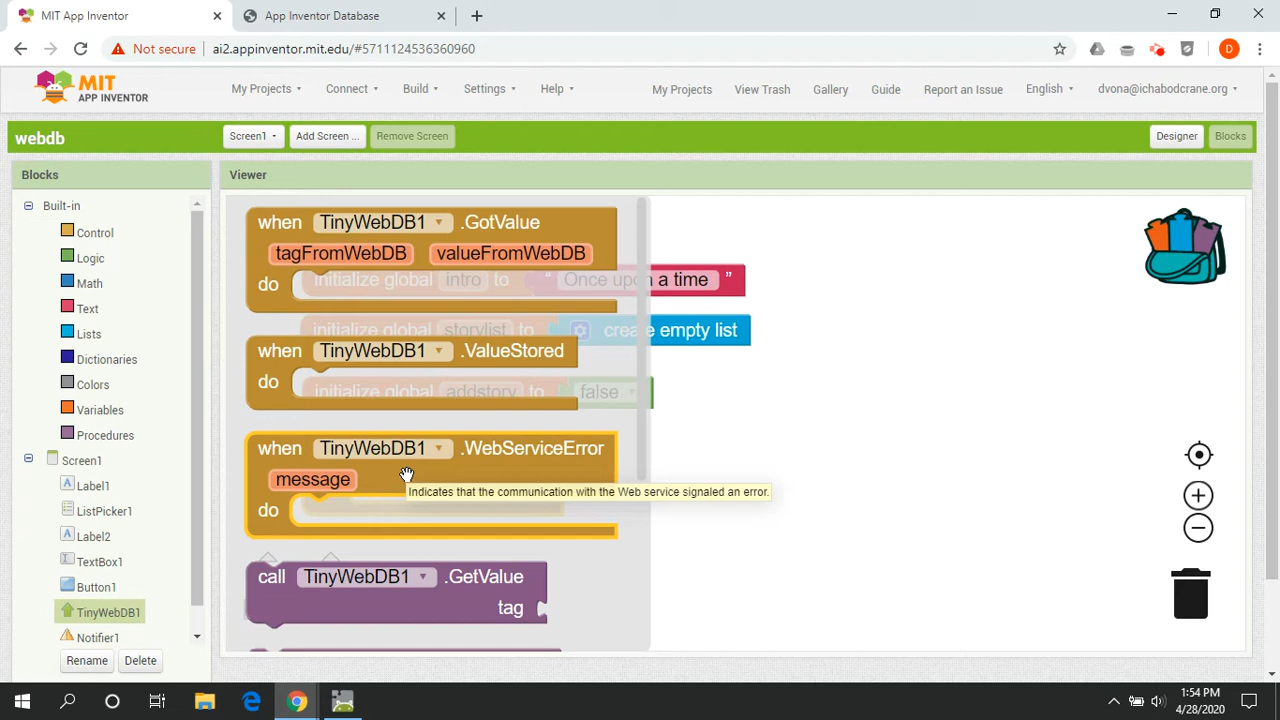 MIT App Inventor
App Inventor Database
Not secure
ai2.appinventor.mit.edu/#5711124536360960
D
MIT
APP INVENTOR
My Projects
Connect
Build
Settings
Help
My Projects
View Trash
Gallery
Guide
Report an Issue
English
dvona@ichabodcrane.org
webdb
Screen1
Add Screen ...
Remove Screen
Designer
Blocks
Blocks
Viewer
Built-in
Control
Logic
Math
Text
Lists
Dictionaries
Colors
Variables
Procedures
Screen1
Label1
ListPicker1
Label2
TextBox1
Button1
TinyWebDB1
Notifier1
Rename
Delete
when TinyWebDB1 .GotValue
tagFromWebDB valueFromWebDB
do
initialize global intro to " Once upon a time "
initialize global storylist to create empty list
when TinyWebDB1 .ValueStored
do
initialize global addstory to false
when TinyWebDB1 .WebServiceError
message
do
Indicates that the communication with the Web service signaled an error.
call TinyWebDB1 .GetValue
tag
1:54 PM
4/28/2020